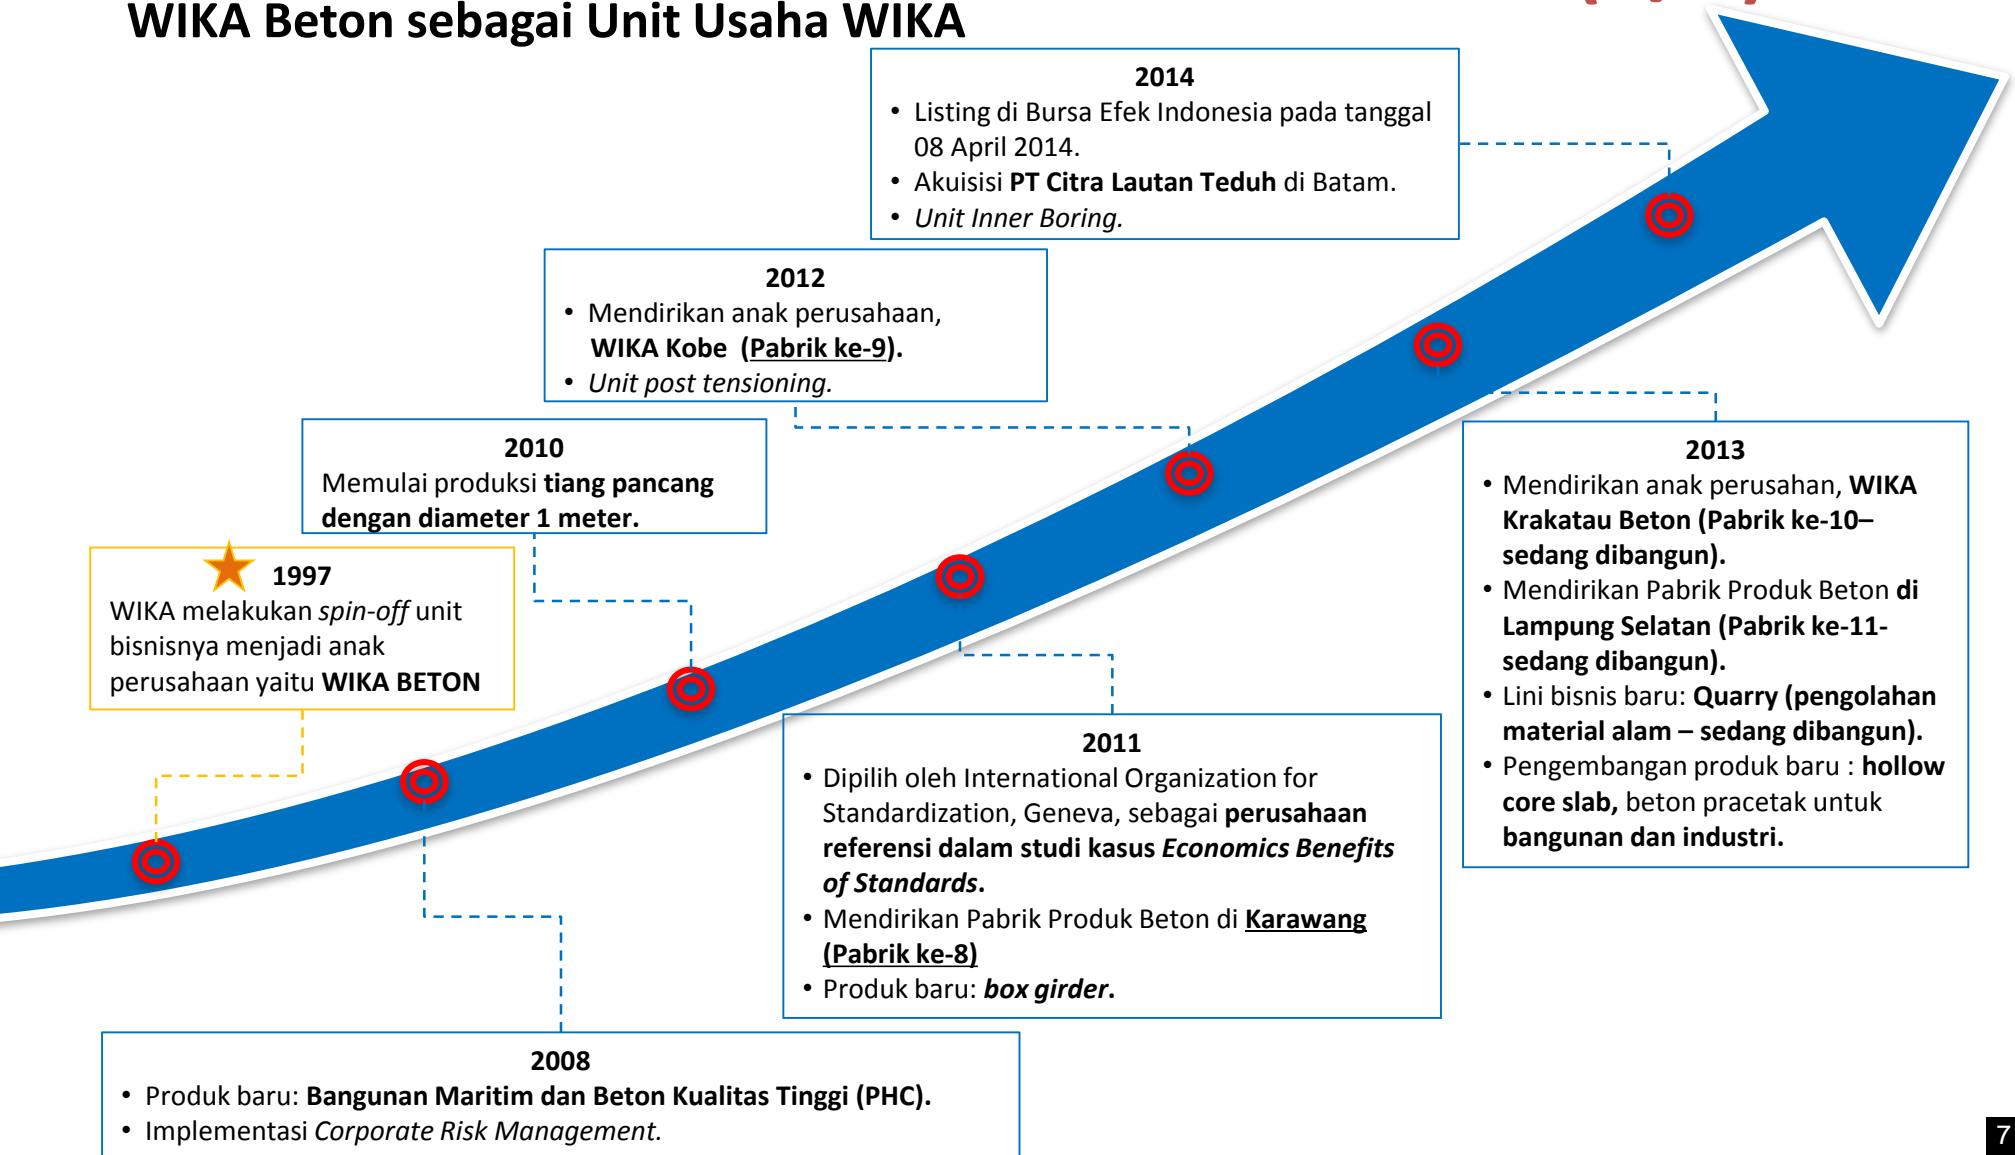 WIKA Beton sebagai Unit Usaha WIKA
2014
• Listing di Bursa Efek Indonesia pada tanggal
08 April 2014.
• Akuisisi PT Citra Lautan Teduh di Batam.
• Unit Inner Boring.
2012
• Mendirikan anak perusahaan,
WIKA Kobe (Pabrik ke-9).
• Unit post tensioning.
2010
Memulai produksi tiang pancang
dengan diameter 1 meter.
1997
WIKA melakukan spin-off unit
bisnisnya menjadi anak
perusahaan yaitu WIKA BETON
2013
• Mendirikan anak perusahan, WIKA
Krakatau Beton (Pabrik ke-10–
sedang dibangun).
• Mendirikan Pabrik Produk Beton di
Lampung Selatan (Pabrik ke-11-
sedang dibangun).
• Lini bisnis baru: Quarry (pengolahan
material alam – sedang dibangun).
• Pengembangan produk baru : hollow
core slab, beton pracetak untuk
bangunan dan industri.
2011
• Dipilih oleh International Organization for
Standardization, Geneva, sebagai perusahaan
referensi dalam studi kasus Economics Benefits
of Standards.
• Mendirikan Pabrik Produk Beton di Karawang
(Pabrik ke-8)
• Produk baru: box girder.
2008
• Produk baru: Bangunan Maritim dan Beton Kualitas Tinggi (PHC).
• Implementasi Corporate Risk Management.
7